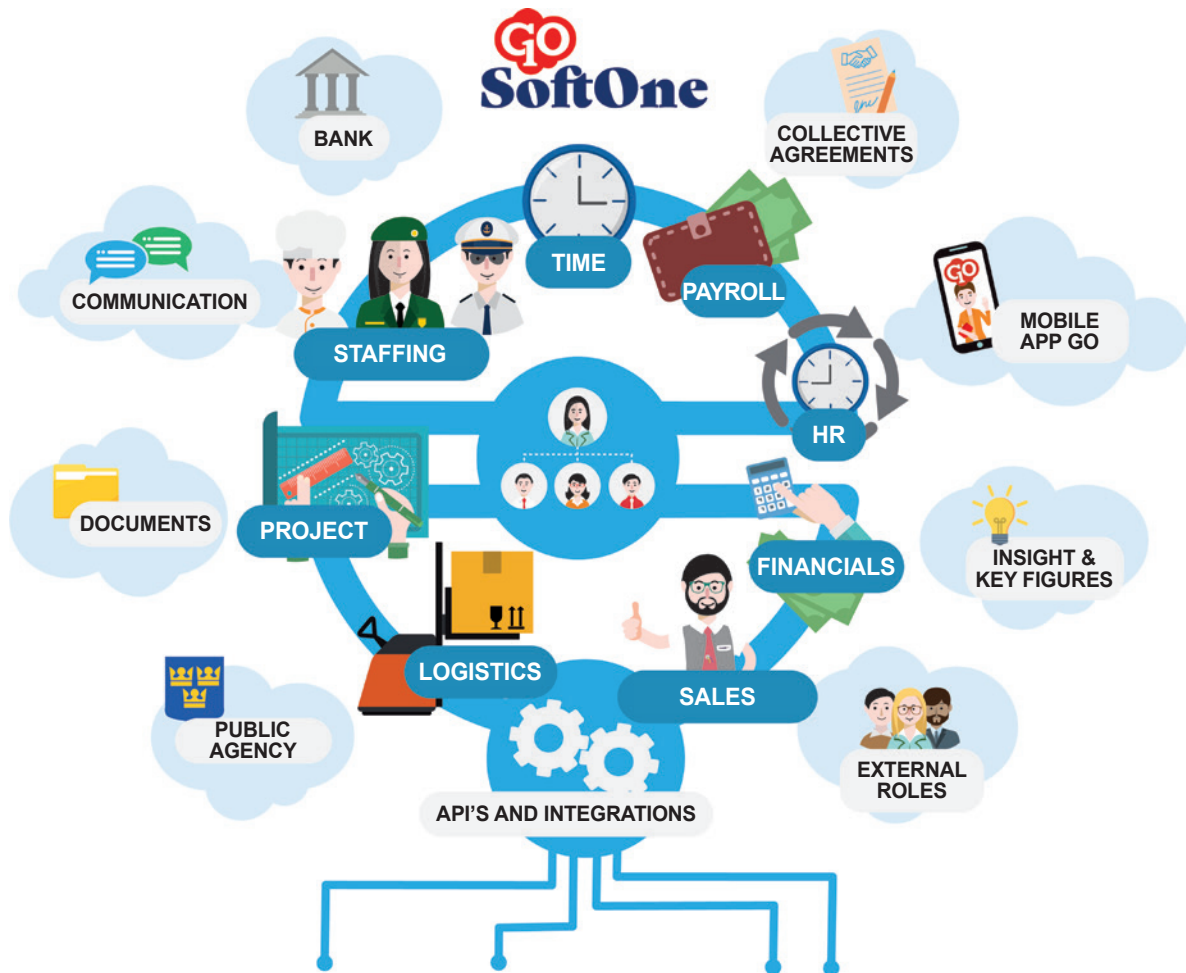 GO
SoftOne
BANK
COLLECTIVE
AGREEMENTS
TIME
COMMUNICATION
PAYROLL
GO
MOBILE
APP GO
STAFFING
HR
DOCUMENTS
PROJECT
FINANCIALS
INSIGHT &
KEY FIGURES
LOGISTICS
SALES
PUBLIC
AGENCY
EXTERNAL
ROLES
API'S AND INTEGRATIONS